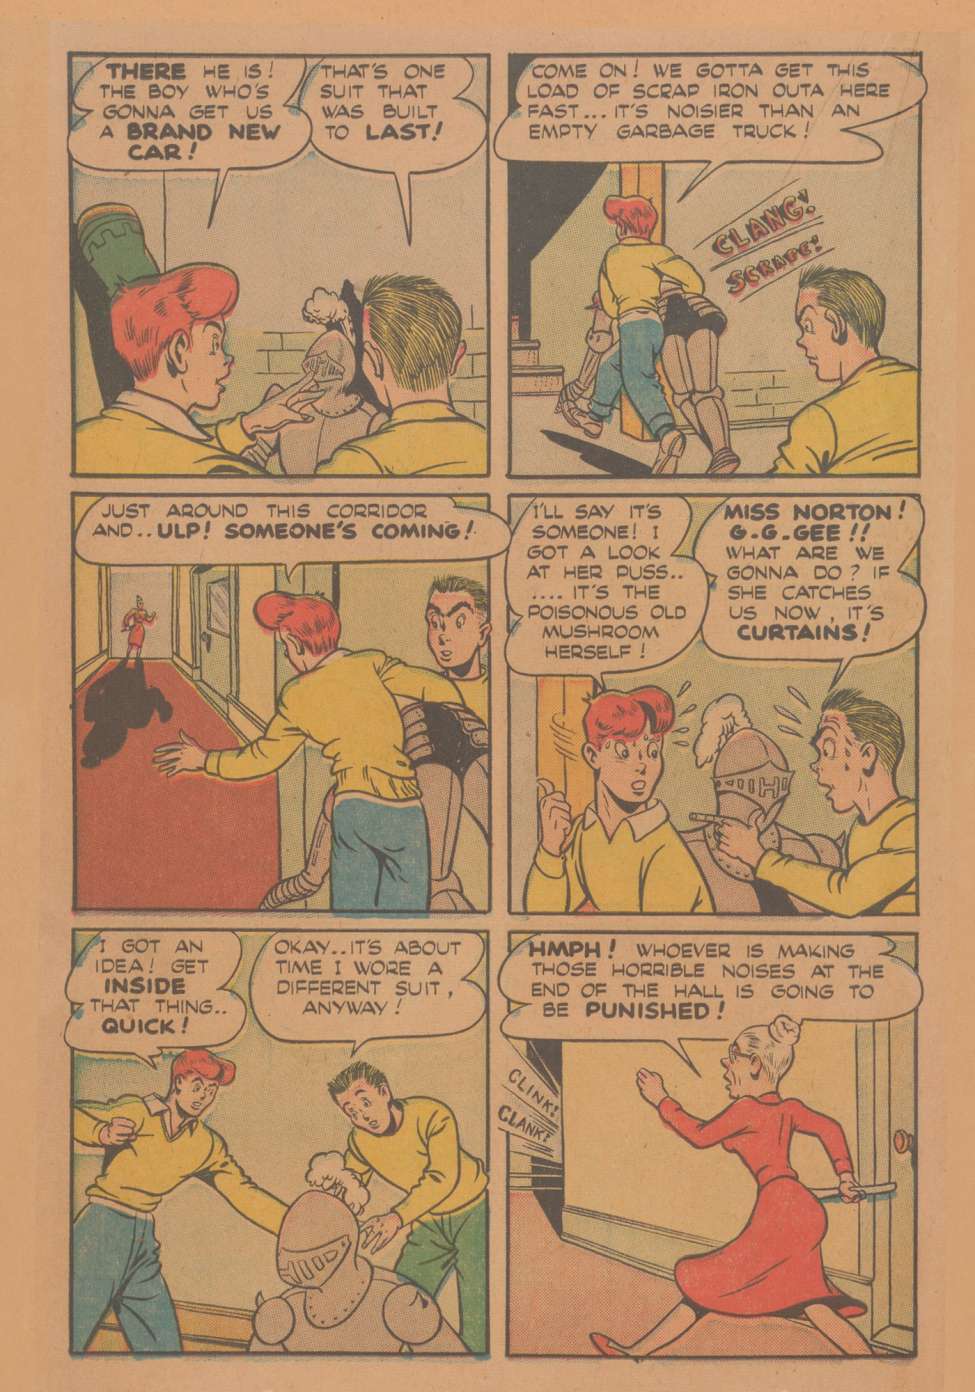 THERE HE IS!
THE BOY WHO'S
GONNA GET US
A BRAND NEW
CAR!
THAT'S ONE
SUIT THAT
WAS BUILT
TO LAST!
COME ON! WE GOTTA GET THIS
LOAD OF SCRAP IRON OUTA HERE
FAST... IT'S NOISIER THAN AN
EMPTY GARBAGE TRUCK!
CLANG!
SCRAPE!
JUST AROUND THIS CORRIDOR
AND.. ULP! SOMEONE'S COMING!
I'LL SAY IT'S
SOMEONE! I
GOT A LOOK
AT HER PUSS..
.... IT'S THE
POISONOUS OLD
MUSHROOM
HERSELF!
MISS NORTON!
G.G.GEE!!
WHAT ARE WE
GONNA DO? IF
SHE CATCHES
US NOW, IT'S
CURTAINS!
I GOT AN
IDEA! GET
INSIDE
THAT THING..
QUICK!
OKAY.. IT'S ABOUT
TIME I WORE A
DIFFERENT SUIT,
ANYWAY!
HMPH! WHOEVER IS MAKING
THOSE HORRIBLE NOISES AT THE
END OF THE HALL IS GOING TO
BE PUNISHED!
CLINK!
CLANK!